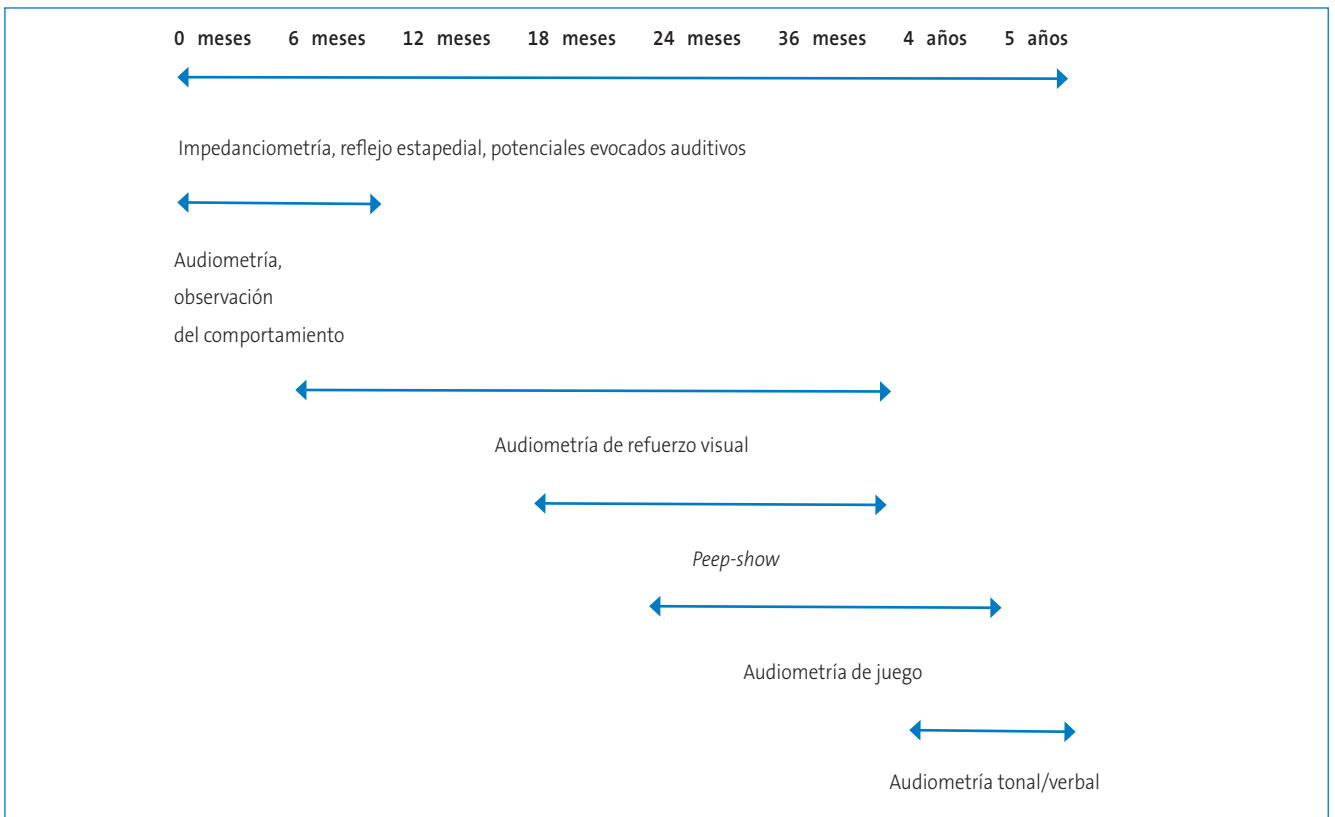 0 meses 6 meses 12 meses 18 meses 24 meses 36 meses 4 años 5 años
Impedanciometría, reflejo estapedial, potenciales evocados auditivos
Audiometría,
observación
del comportamiento
Audiometría de refuerzo visual
Peep-show
Audiometría de juego
Audiometría tonal/verbal